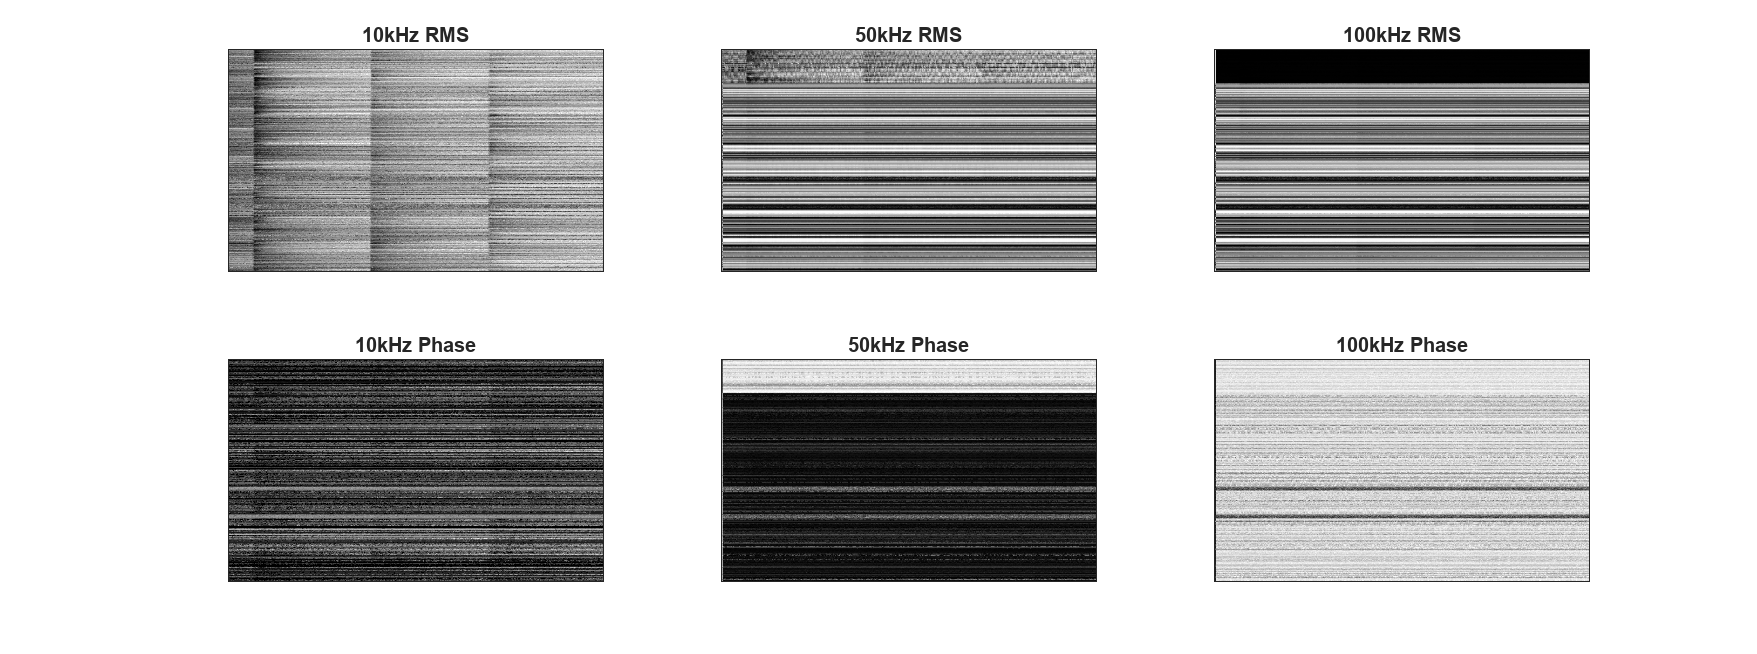 10kHz RMS
50kHz RMS
100kHz RMS
10kHz Phase
50kHz Phase
100kHz Phase